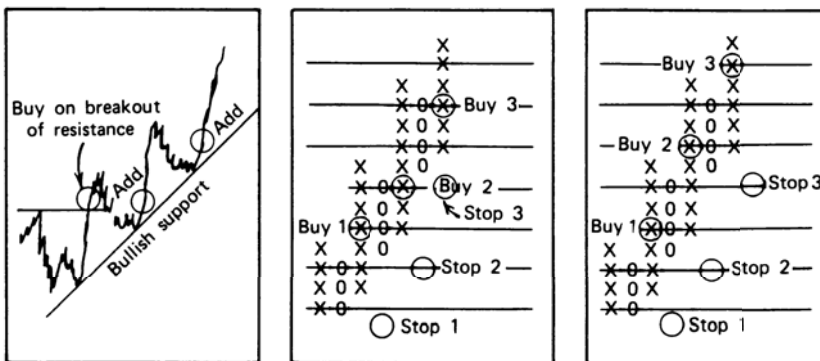 Buy on breakout
of resistance
Add
Add
Bullish support
Buy 3
Buy 2
Stop 3
Buy 1
Stop 2
Stop 1
Buy 3
Buy 2
Stop 3
Buy 1
Stop 2
Stop 1